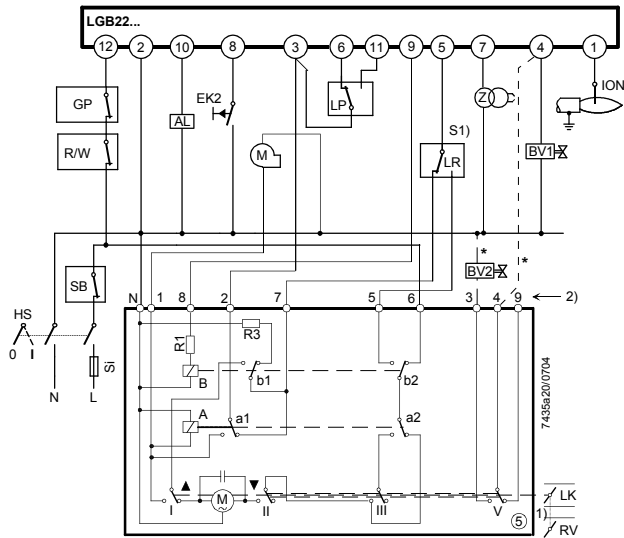 LGB22...
12 2 10 8 3 6 11 9 5 7 4 1
GP
R/W
AL
EK2
LP
M
S1)
LR
Z
BV1
ION
*
BV2
*
SB
HS
0 I
Si
N L
N 1 8 2 7 5 6 3 4 9
2)
R1
R3
B
b1
b2
A
a1
a2
M
I
II
III
V
5
LK
1)
RV
7435a20/0704